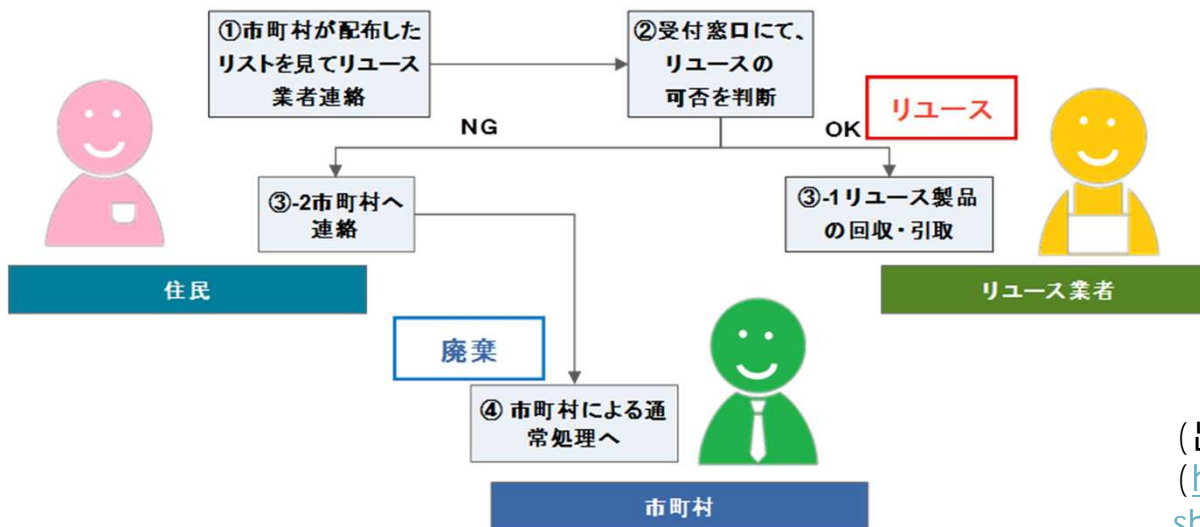 ①市町村が配布した
リストを見てリユース
業者連絡
②受付窓口にて、
リユースの
可否を判断
リユース
NG
OK
③-2市町村へ
連絡
③-1リユース製品
の回収・引取
住民
リユース業者
廃棄
④ 市町村による通
常処理へ
市町村
(
(h
sh